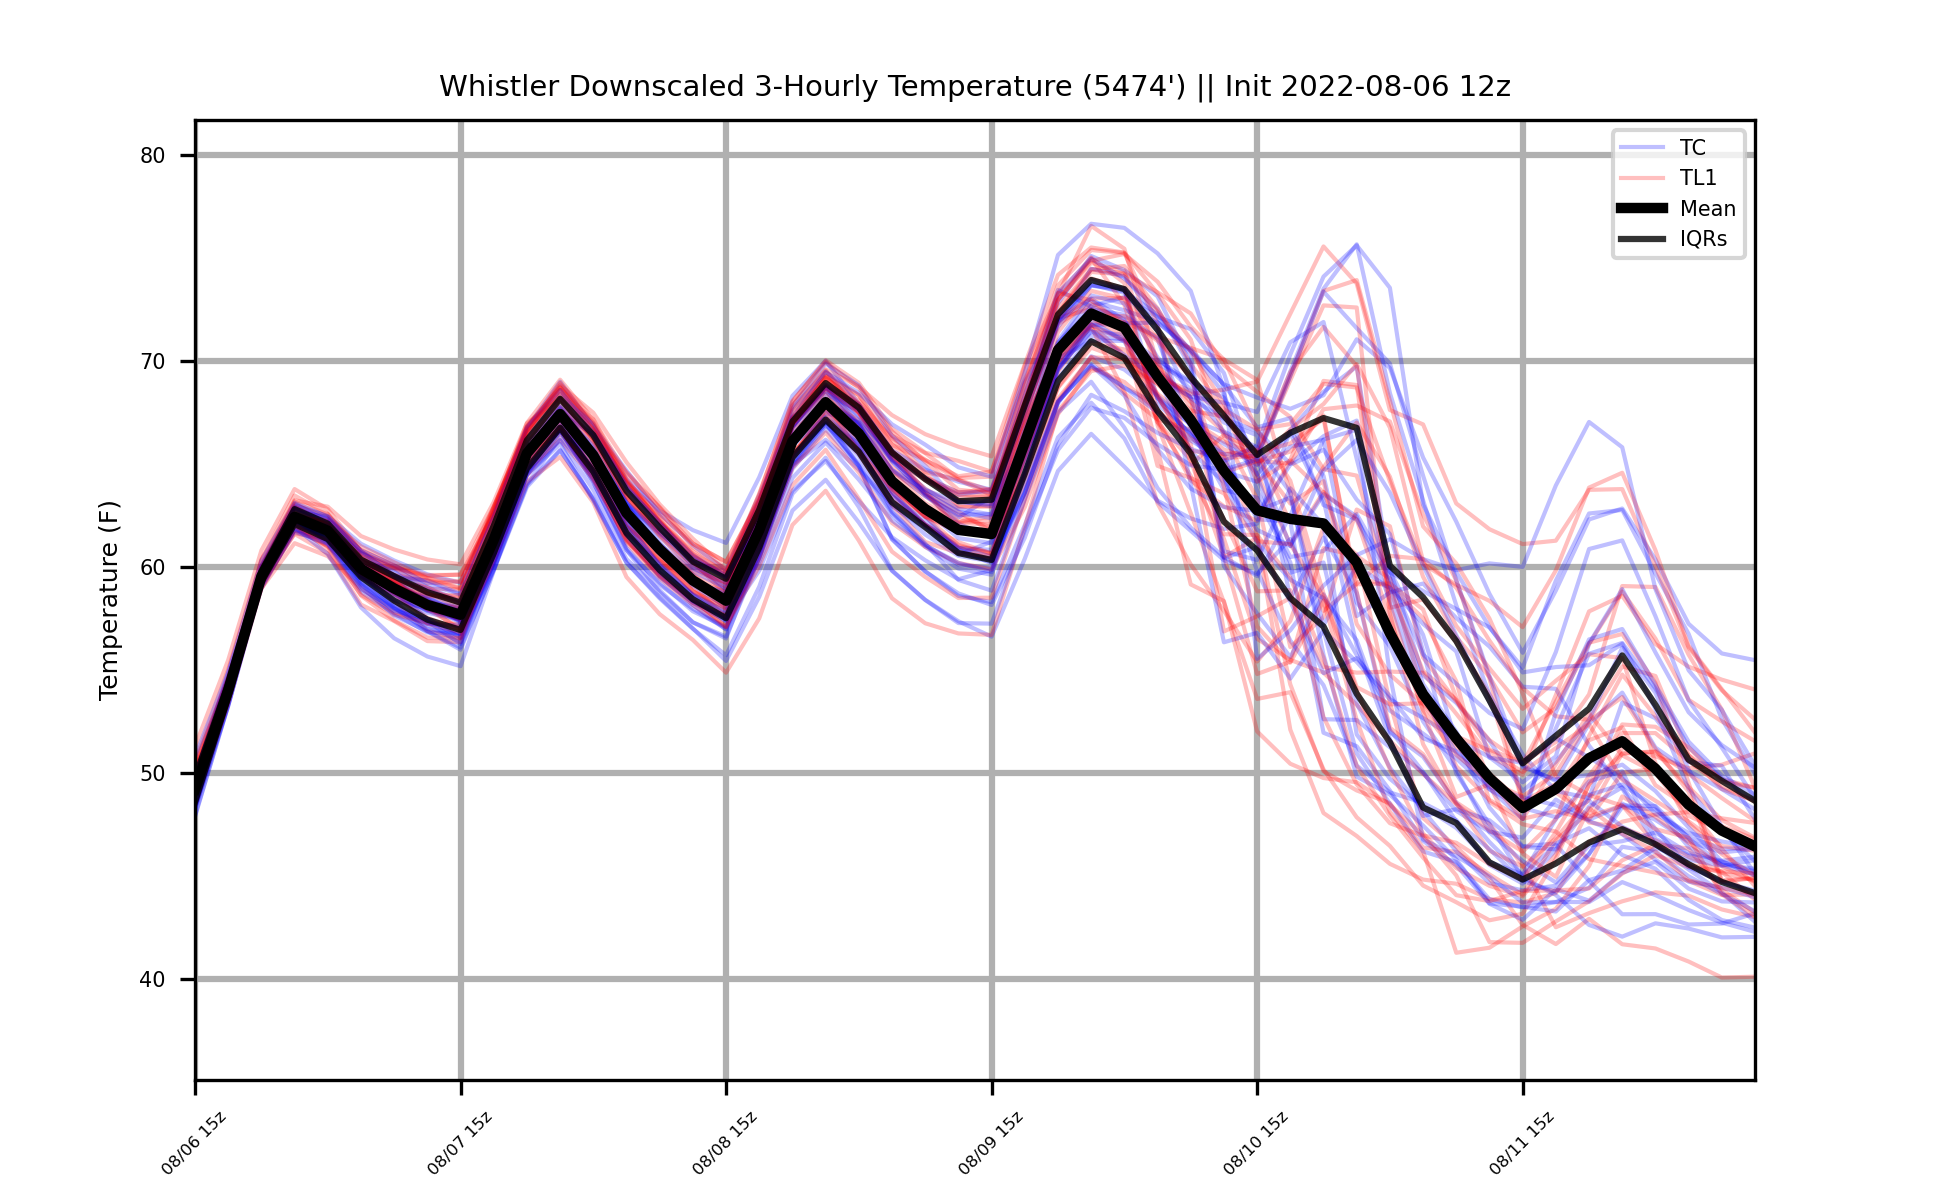 Whistler Downscaled 3-Hourly Temperature (5474') || Init 2022-08-06 12z
TC
TL1
Mean
IQRs
Temperature (F)
80
70
60
50
40
08/06 15z
08/07 15z
08/08 15z
08/09 15z
08/10 15z
08/11 15z